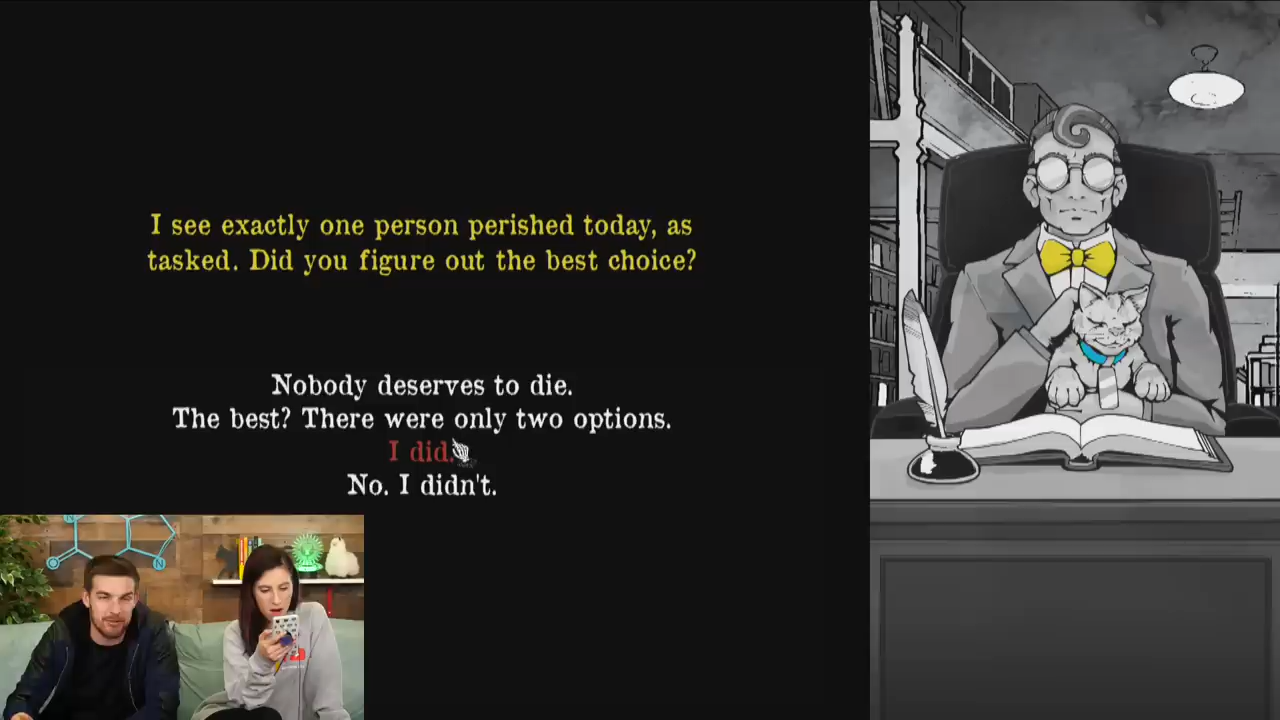 I see exactly one person perished today, as
tasked. Did you figure out the best choice?
Nobody deserves to die.
The best? There were only two options.
I did.
No. I didn't.